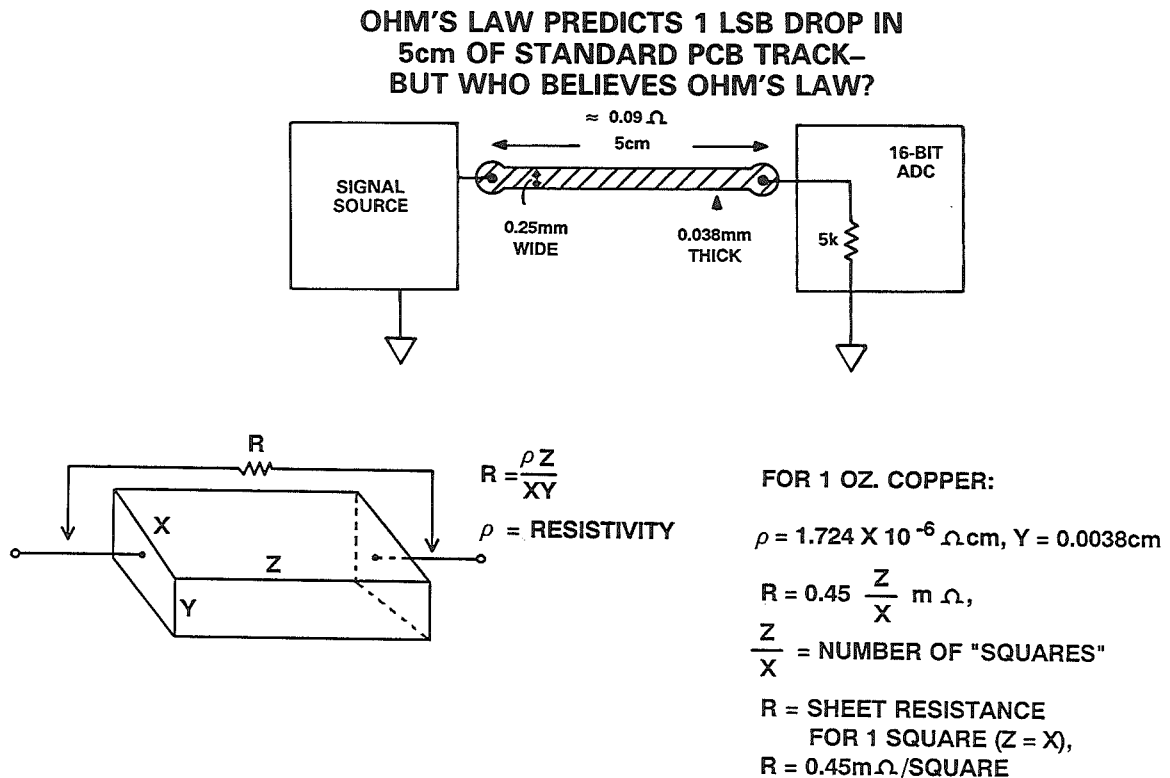 OHM'S LAW PREDICTS 1 LSB DROP IN
5cm OF STANDARD PCB TRACK–
BUT WHO BELIEVES OHM'S LAW?
≈ 0.09 Ω
5cm
SIGNAL
SOURCE
0.25mm
WIDE
0.038mm
THICK
16-BIT
ADC
5k
R
X
Z
Y
R = ρ Z / XY
ρ = RESISTIVITY
FOR 1 OZ. COPPER:
ρ = 1.724 X 10⁻⁶ Ωcm, Y = 0.0038cm
R = 0.45 Z/X m Ω,
Z/X = NUMBER OF "SQUARES"
R = SHEET RESISTANCE
FOR 1 SQUARE (Z = X),
R = 0.45mΩ/SQUARE